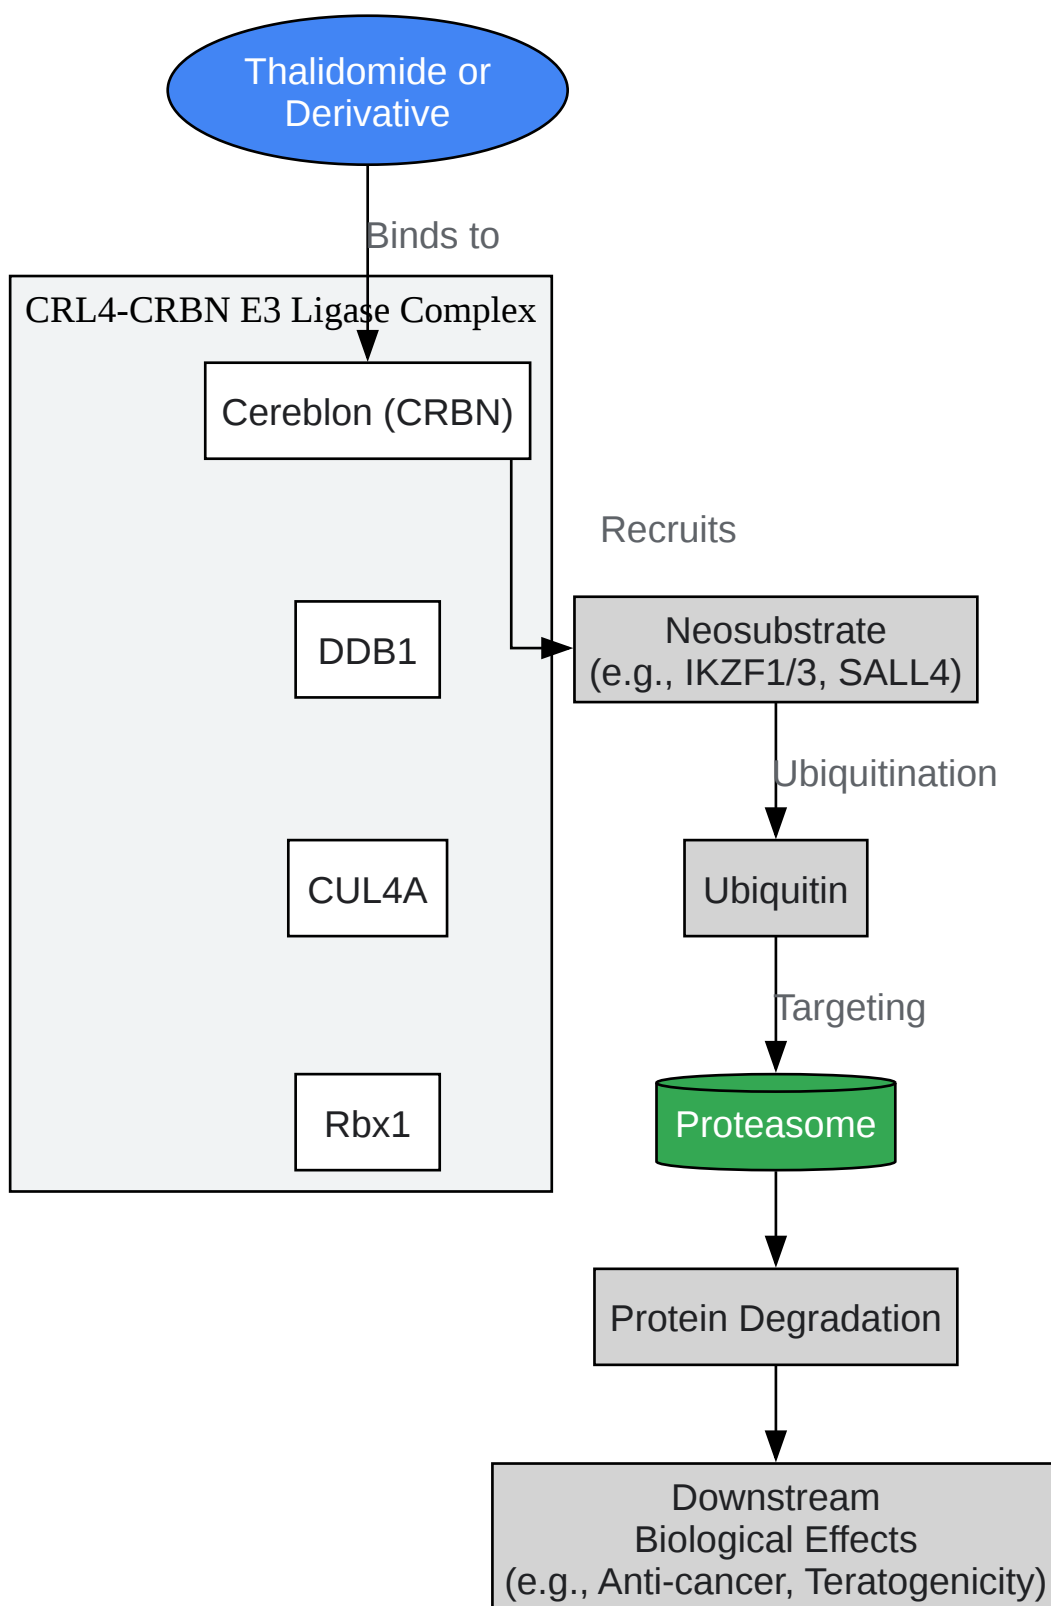 Thalidomide or
Derivative
Binds to
CRL4-CRBN E3 Ligase Complex
Cereblon (CRBN)
Recruits
DDB1
Neosubstrate
(e.g., IKZF1/3, SALL4)
Ubiquitination
CUL4A
Ubiquitin
Targeting
Rbx1
Proteasome
Protein Degradation
Downstream
Biological Effects
(e.g., Anti-cancer, Teratogenicity)